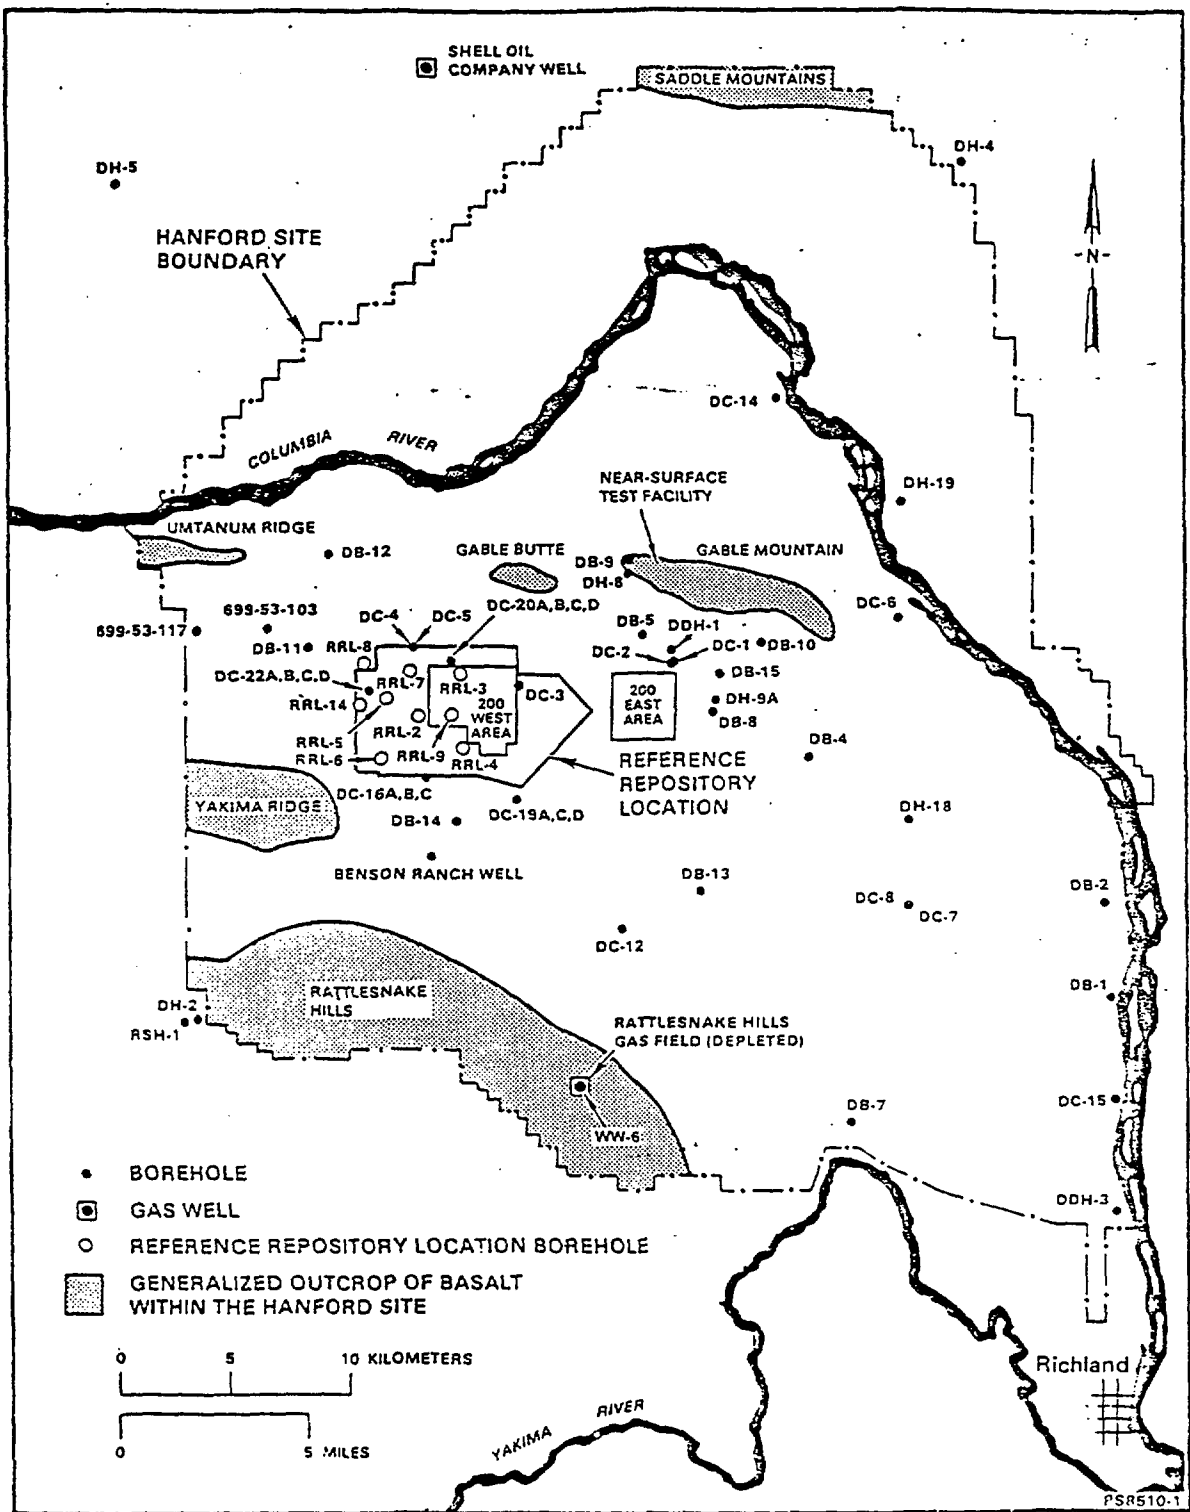 SHELL OIL
COMPANY WELL
SADDLE MOUNTAINS
DH-5
DH-4
HANFORD SITE
BOUNDARY
-N-
DC-14
COLUMBIA RIVER
NEAR-SURFACE
TEST FACILITY
DH-19
UMTANUM RIDGE
DB-12
GABLE BUTTE
DB-9
GABLE MOUNTAIN
DH-8
DC-20A,B,C,D
DC-6
699-53-103
DC-4
DC-5
699-53-117
DB-5
DDH-1
DB-11
RRL-8
DC-2
DC-1
DB-10
DC-22A,B,C,D
RRL-7
RRL-3
DC-3
DB-15
RRL-14
200
WEST
AREA
200
EAST
AREA
DH-9A
DB-8
RRL-2
RRL-5
RRL-9
RRL-6
RRL-4
REFERENCE
REPOSITORY
LOCATION
DB-4
YAKIMA RIDGE
DC-16A,B,C
DC-19A,C,D
DH-18
DB-14
BENSON RANCH WELL
DB-13
DC-8
DC-7
DB-2
DC-12
RATTLESNAKE
HILLS
DB-1
DH-2
RSH-1
RATTLESNAKE HILLS
GAS FIELD (DEPLETED)
DC-15
DB-7
WW-6
BOREHOLE
GAS WELL
DDH-3
REFERENCE REPOSITORY LOCATION BOREHOLE
GENERALIZED OUTCROP OF BASALT
WITHIN THE HANFORD SITE
0 5 10 KILOMETERS
0 5 MILES
Richland
YAKIMA RIVER
PS8510-1